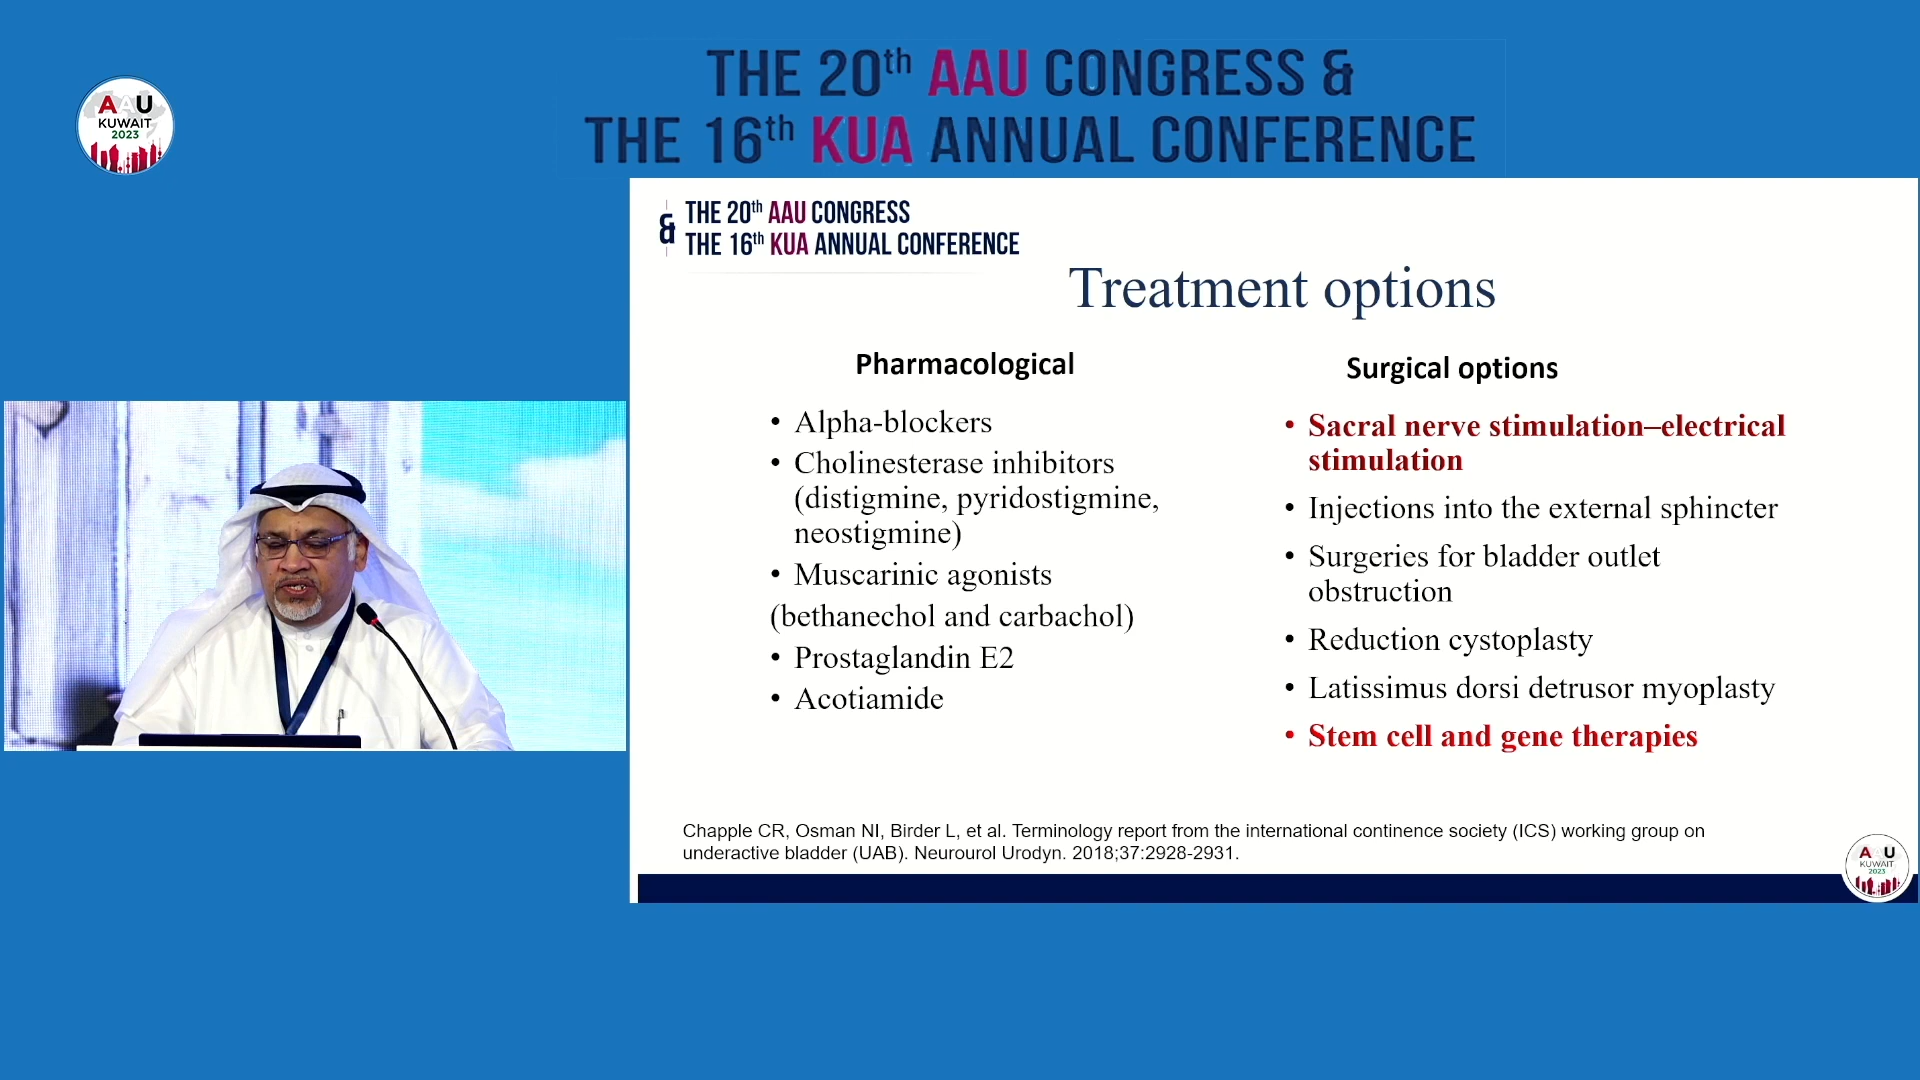 THE 20th AAU CONGRESS &
THE 16th KUA ANNUAL CONFERENCE
AAU
KUWAIT
2023
& THE 20th AAU CONGRESS
THE 16th KUA ANNUAL CONFERENCE
Treatment options
Pharmacological
• Alpha-blockers
• Cholinesterase inhibitors
(distigmine, pyridostigmine,
neostigmine)
• Muscarinic agonists
(bethanechol and carbachol)
• Prostaglandin E2
• Acotiamide
Surgical options
• Sacral nerve stimulation–electrical
stimulation
• Injections into the external sphincter
• Surgeries for bladder outlet
obstruction
• Reduction cystoplasty
• Latissimus dorsi detrusor myoplasty
• Stem cell and gene therapies
Chapple CR, Osman NI, Birder L, et al. Terminology report from the international continence society (ICS) working group on
underactive bladder (UAB). Neurourol Urodyn. 2018;37:2928-2931.
AAU
KUWAIT
2023